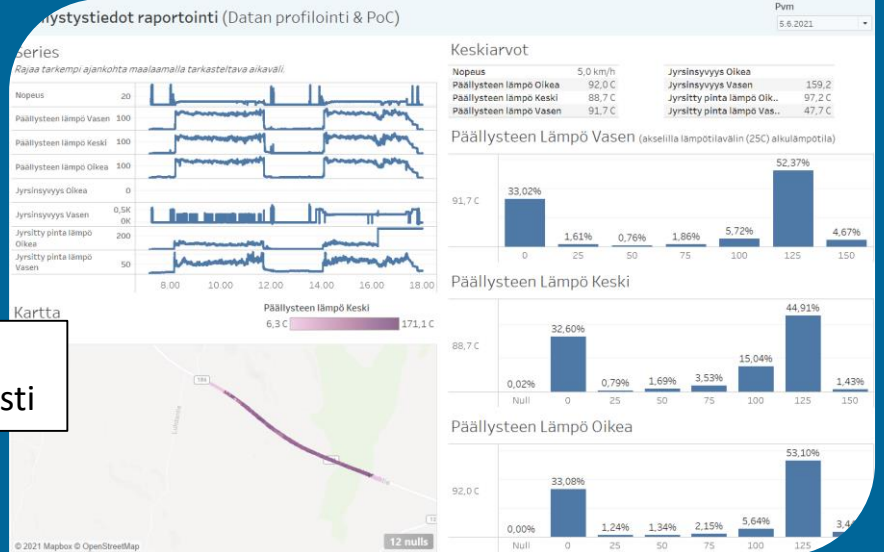 raportointi (Datan profilointi & PoC)
Pvm
5.6.2021
Series
Rajaa tarkempi ajankohta maalaamalla tarkasteltava aikaväli.
Nopeus 20
Päällysteen lämpö Vasen 100
Päällysteen lämpö Keski 100
Päällysteen lämpö Oikea 100
Jyrsinsyvyys Oikea 0
Jyrsinsyvyys Vasen 0,5K
0K
Jyrsitty pinta lämpö Oikea 200
Jyrsitty pinta lämpö Vasen 50
8.00 10.00 12.00 14.00 16.00 18.00
Kartta
Päällysteen lämpö Keski
6,3 C 171,1 C
sti
186
Luhdantie
© 2021 Mapbox © OpenStreetMap
12 nulls
Keskiarvot
Nopeus 5,0 km/h
Päällysteen lämpö Oikea 92,0 C
Päällysteen lämpö Keski 88,7 C
Päällysteen lämpö Vasen 91,7 C
Jyrsinsyvyys Oikea
Jyrsinsyvyys Vasen 159,2
Jyrsitty pinta lämpö Oik.. 97,2 C
Jyrsitty pinta lämpö Vas.. 47,7 C
Päällysteen Lämpö Vasen (akselilla lämpötilavälin (25C) alkulämpötila)
91,7 C
33,02% 1,61% 0,76% 1,86% 5,72% 52,37% 4,67%
0 25 50 75 100 125 150
Päällysteen Lämpö Keski
88,7 C
0,02% 32,60% 0,79% 1,69% 3,53% 15,04% 44,91% 1,43%
Null 0 25 50 75 100 125 150
Päällysteen Lämpö Oikea
92,0 C
0,00% 33,08% 1,24% 1,34% 2,15% 5,64% 53,10%
Null 0 25 50 75 100 125